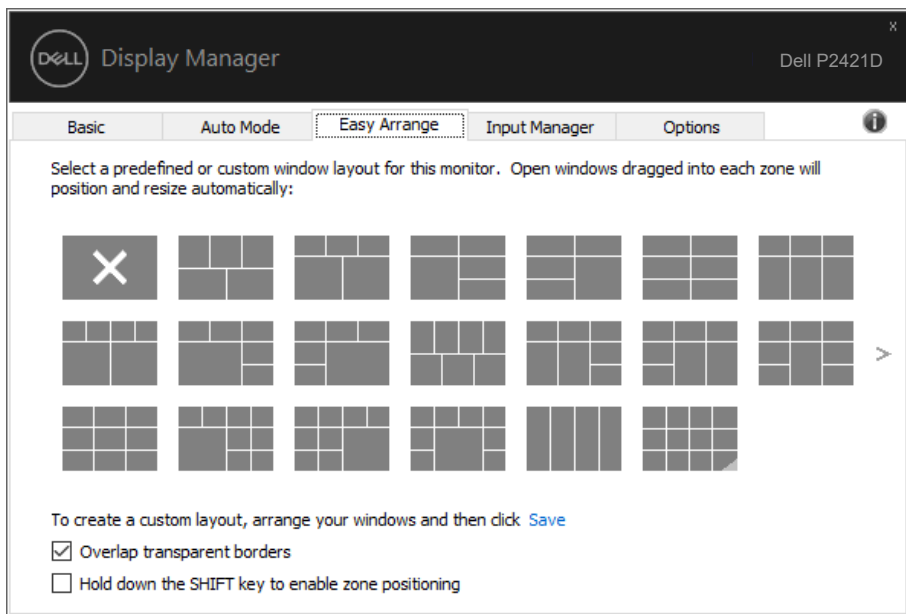 x
DELL Display Manager
Dell P2421D
Basic Auto Mode Easy Arrange Input Manager Options
Select a predefined or custom window layout for this monitor. Open windows dragged into each zone will
position and resize automatically:
To create a custom layout, arrange your windows and then click Save
Overlap transparent borders
Hold down the SHIFT key to enable zone positioning